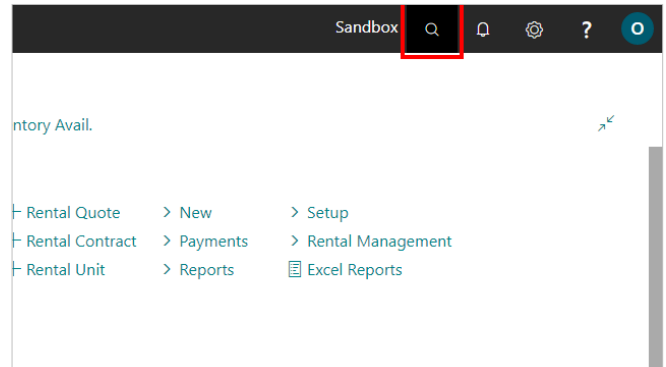 Sandbox ? O
ntory Avail.
Rental Quote > New > Setup
Rental Contract > Payments > Rental Management
Rental Unit > Reports Excel Reports